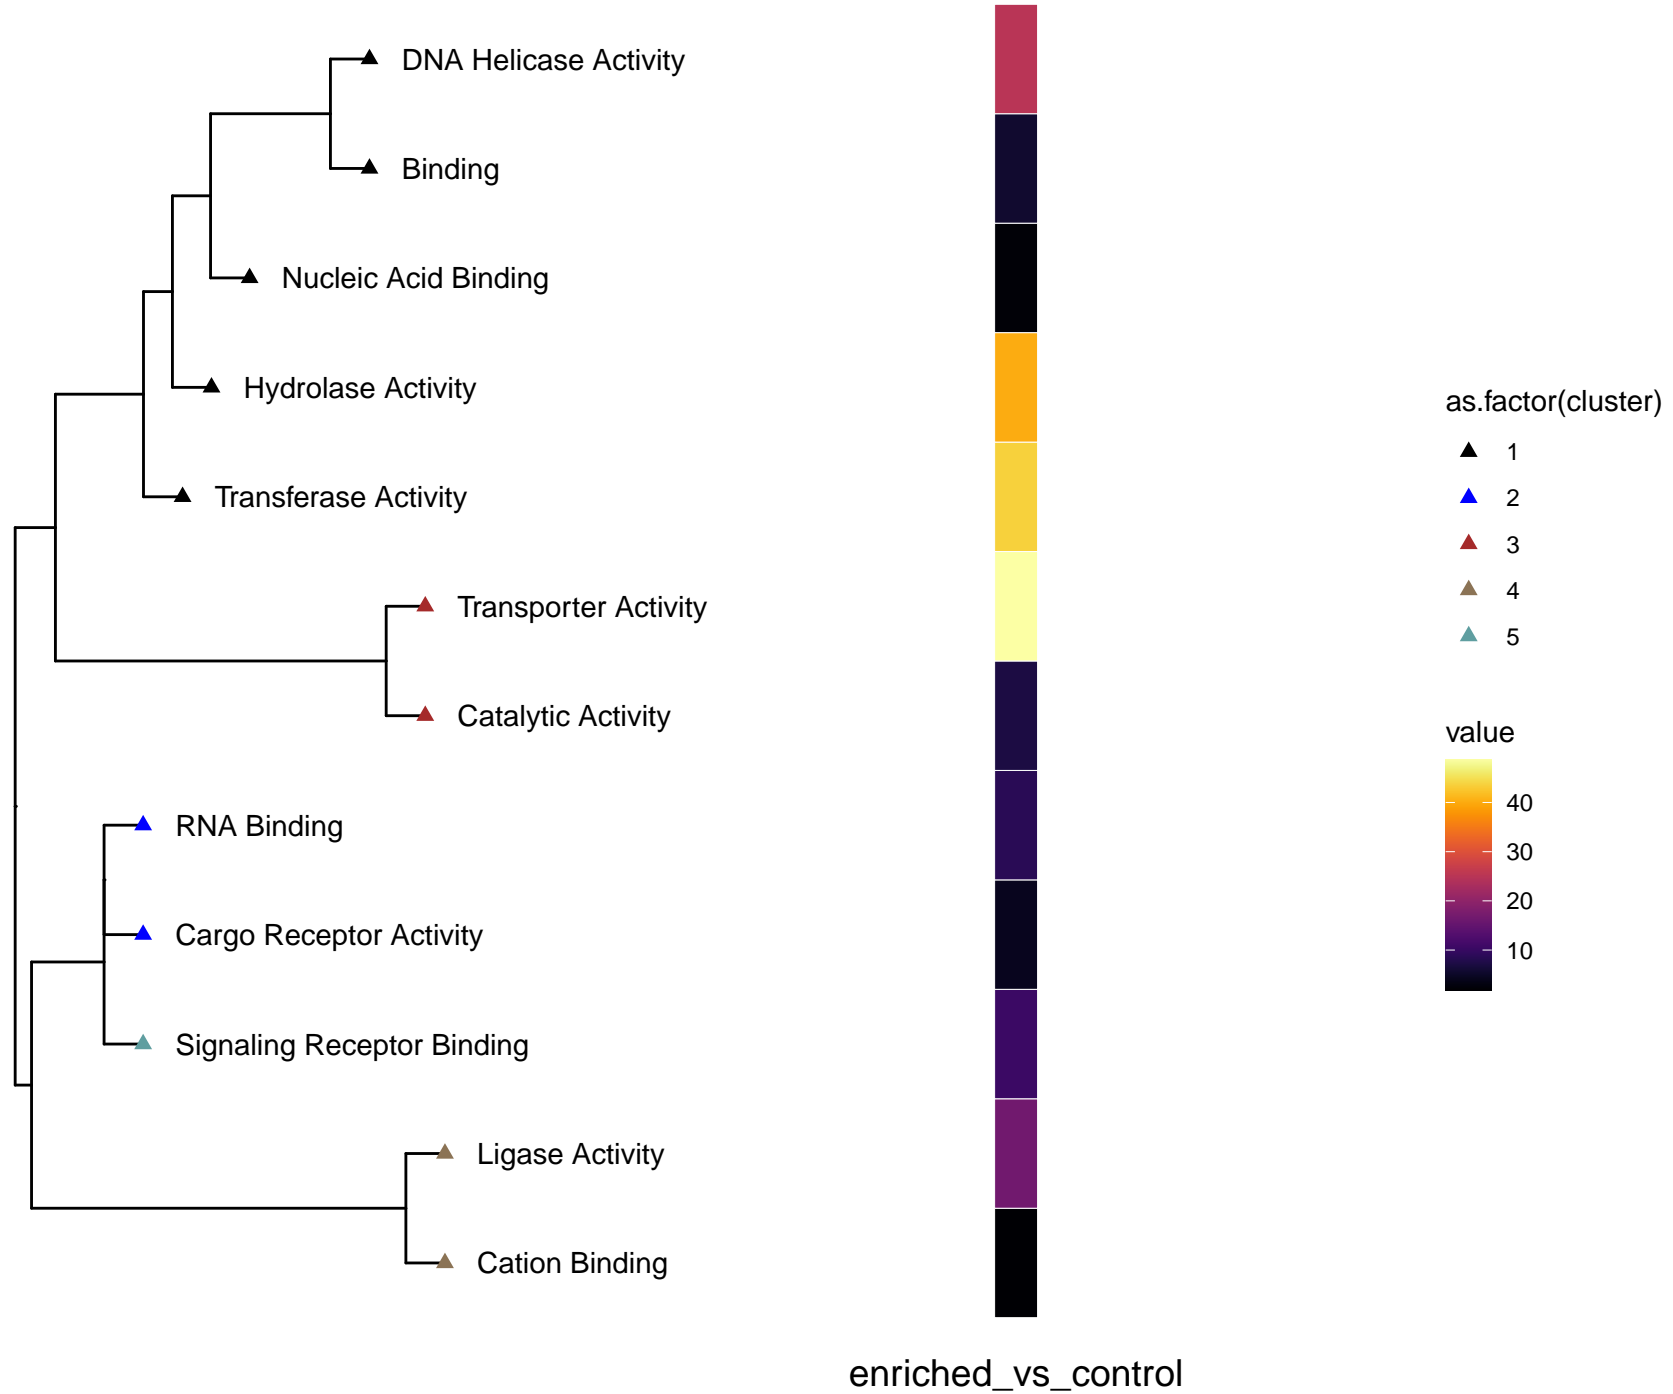 DNA Helicase Activity
Binding
Nucleic Acid Binding
Hydrolase Activity
Transferase Activity
Transporter Activity
Catalytic Activity
RNA Binding
Cargo Receptor Activity
Signaling Receptor Binding
Ligase Activity
Cation Binding
enriched_vs_control
as.factor(cluster)
1
2
3
4
5
value
40
30
20
10